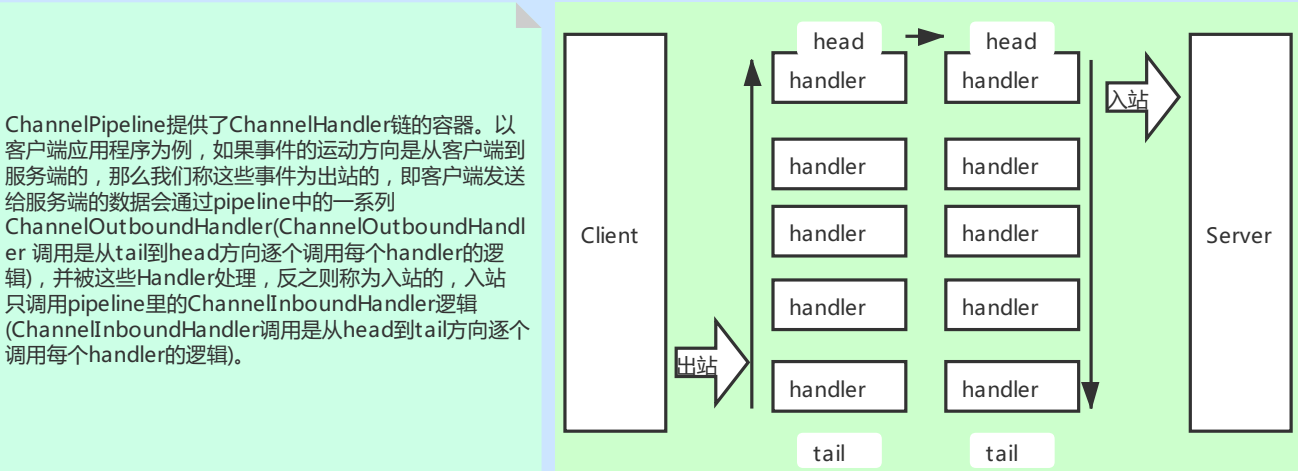 ChannelPipeline提供了ChannelHandler链的容器。以
客户端应用程序为例，如果事件的运动方向是从客户端到
服务端的，那么我们称这些事件为出站的，即客户端发送
给服务端的数据会通过pipeline中的一系列
ChannelOutboundHandler(ChannelOutboundHandl
er 调用是从tail到head方向逐个调用每个handler的逻
辑)，并被这些Handler处理，反之则称为入站的，入站
只调用pipeline里的ChannelInboundHandler逻辑
(ChannelInboundHandler调用是从head到tail方向逐个
调用每个handler的逻辑)。
Client
出站
head
handler
handler
handler
handler
handler
tail
head
handler
handler
handler
handler
handler
tail
入站
Server